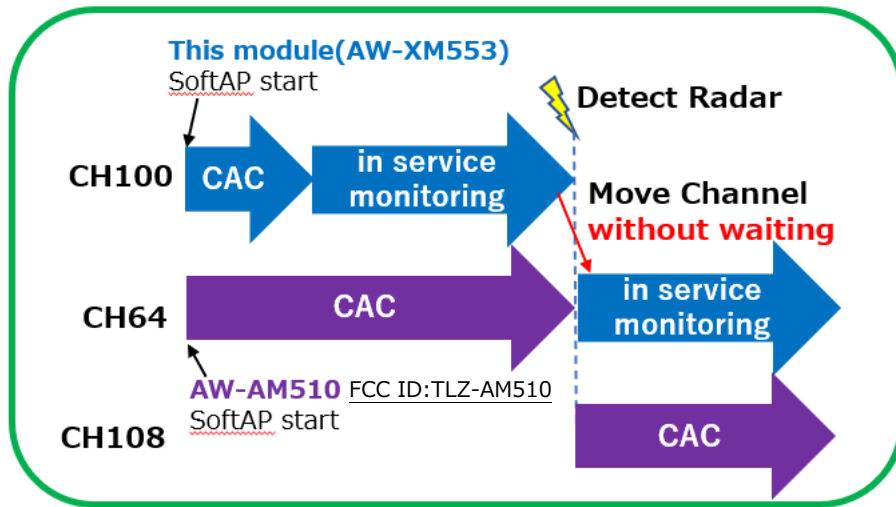 This module(AW-XM553)
SoftAP start
Detect Radar
CH100
CAC
in service
monitoring
Move Channel
without waiting
CH64
CAC
in service
monitoring
AW-AM510 FCC ID:TLZ-AM510
SoftAP start
CH108
CAC